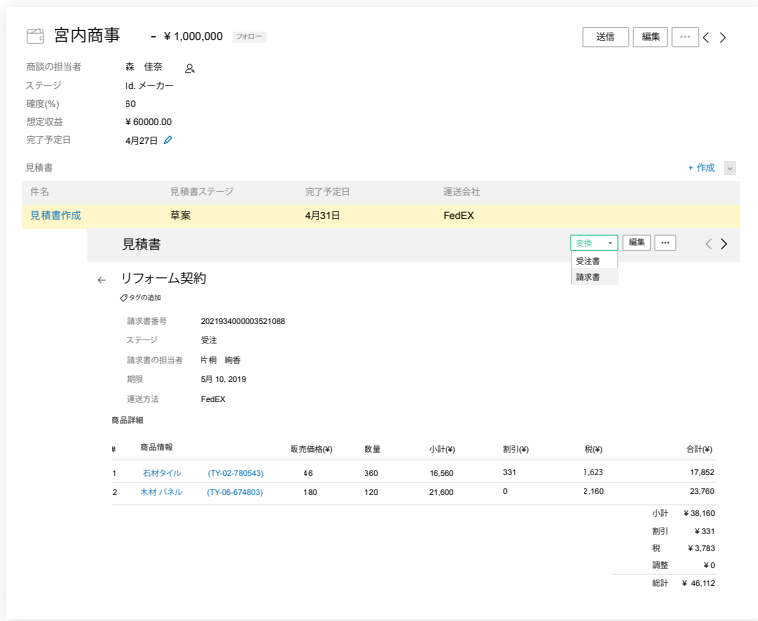 宮内商事 - ¥ 1,000,000 フォロー 送信 編集 ···
商談の担当者 森 佳奈
ステージ Id. メーカー
確度(%) 60
想定収益 ¥ 60000.00
完了予定日 4月27日
見積書 + 作成
件名 見積書ステージ 完了予定日 運送会社
見積書作成 草案 4月31日 FedEX
見積書 変換 編集 ···
受注書
請求書
← リフォーム契約
タグの追加
請求書番号 2021934000003521088
ステージ 受注
請求書の担当者 片桐 絢香
期限 5月 10, 2019
運送方法 FedEX
商品詳細
# 商品情報 販売価格(¥) 数量 小計(¥) 割引(¥) 税(¥) 合計(¥)
1 石材タイル (TY-02-780543) 46 360 16,560 331 1,623 17,852
2 木材 パネル (TY-06-674803) 180 120 21,600 0 2,160 23,760
小計 ¥ 38,160
割引 ¥ 331
税 ¥ 3,783
調整 ¥ 0
総計 ¥ 46,112